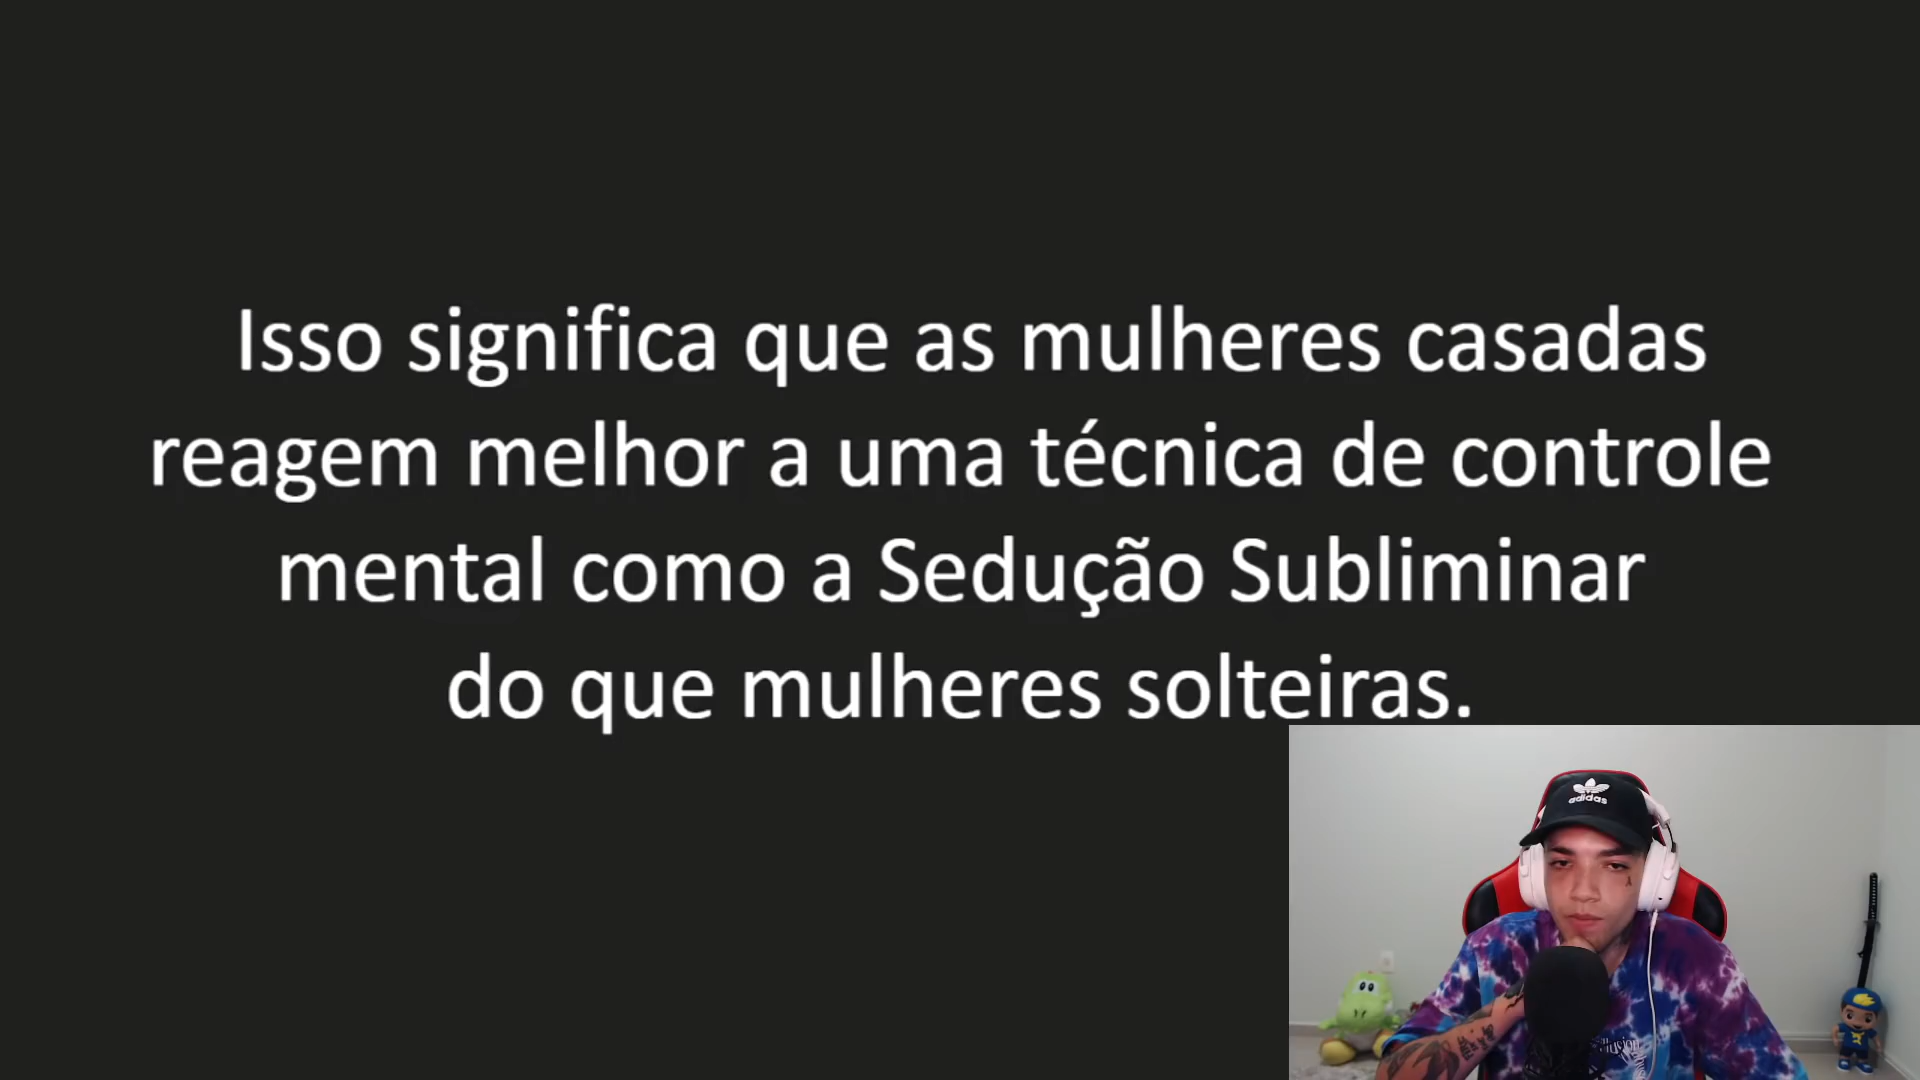 Isso significa que as mulheres casadas
reagem melhor a uma técnica de controle
mental como a Sedução Subliminar
do que mulheres solteiras.
adidas